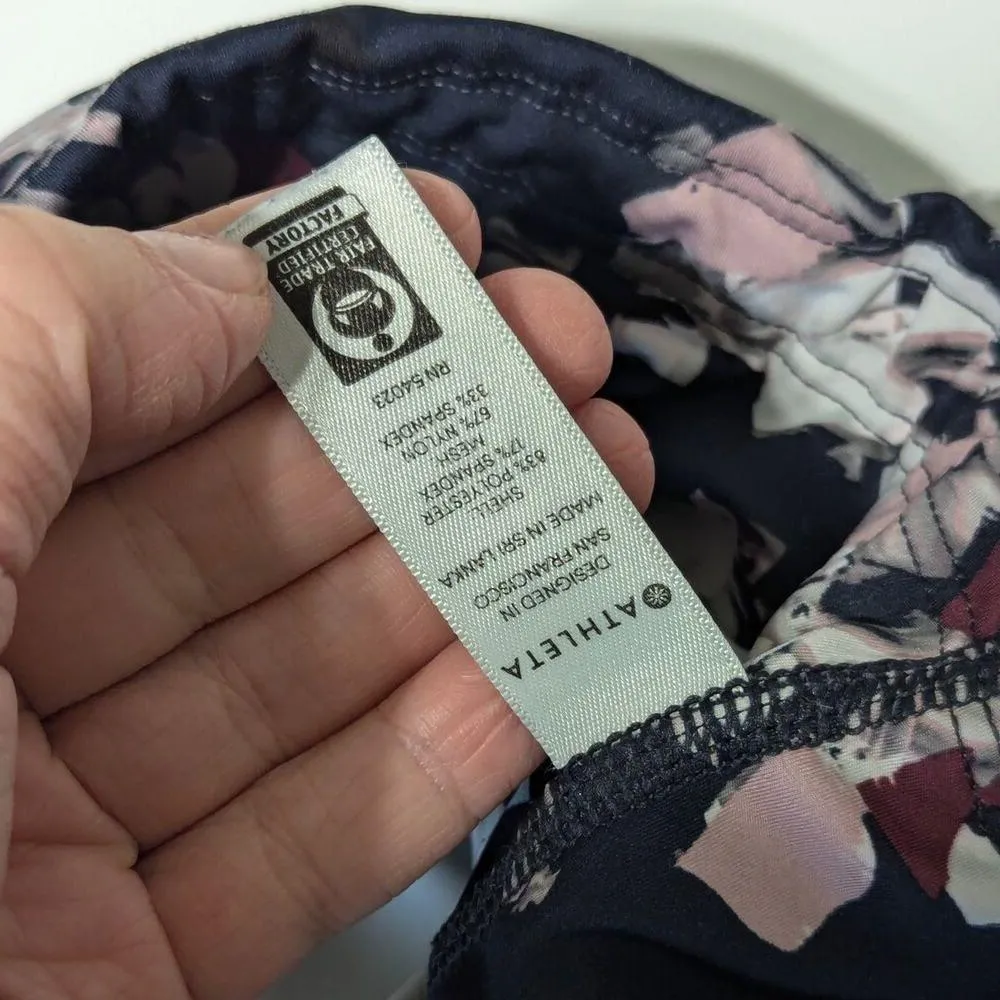 ATHLETA
DESIGNED IN
SAN FRANCISCO
MADE IN SRI LANKA
SHELL
83% POLYESTER
17% SPANDEX
MESH
67% NYLON
33% SPANDEX
RN 54023
FAIR TRADE
CERTIFIED
FACTORY